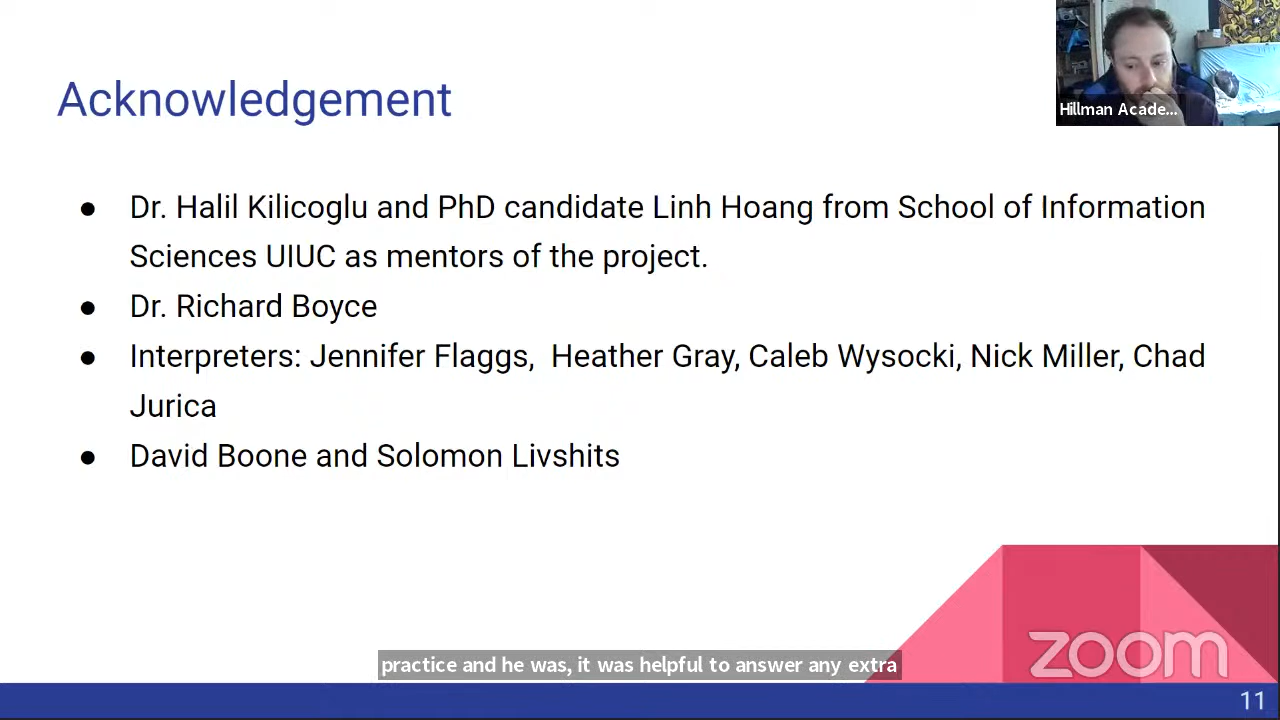 Acknowledgement
Hillman Acade...
● Dr. Halil Kilicoglu and PhD candidate Linh Hoang from School of Information
Sciences UIUC as mentors of the project.
● Dr. Richard Boyce
● Interpreters: Jennifer Flaggs,  Heather Gray, Caleb Wysocki, Nick Miller, Chad
Jurica
● David Boone and Solomon Livshits
practice and he was, it was helpful to answer any extra
zoom
11